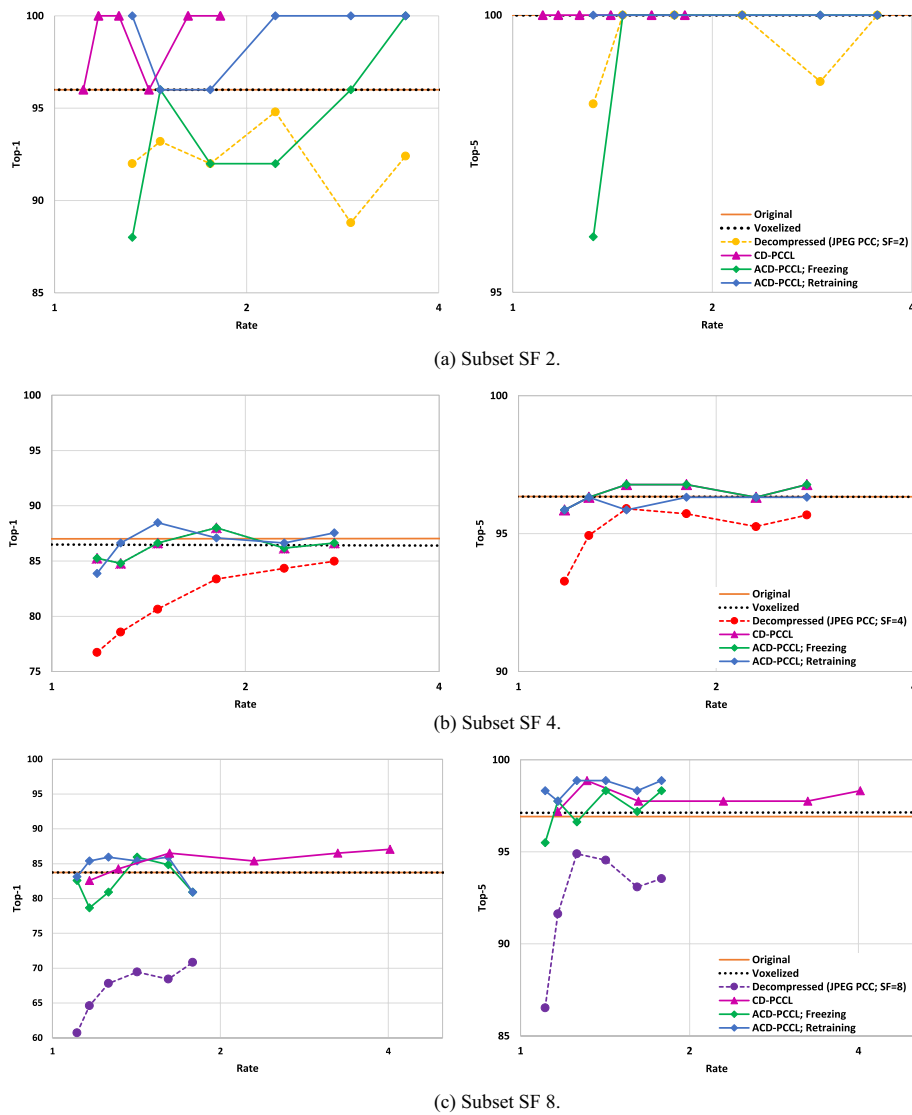 100
95
90
85
Top-1
1
2
4
Rate
100
95
Top-5
1
2
4
Rate
Original
Voxelized
Decompressed (JPEG PCC; SF=2)
CD-PCCL
ACD-PCCL; Freezing
ACD-PCCL; Retraining
(a) Subset SF 2.
100
95
90
85
80
75
Top-1
1
2
4
Rate
100
95
90
Top-5
1
2
4
Rate
Original
Voxelized
Decompressed (JPEG PCC; SF=4)
CD-PCCL
ACD-PCCL; Freezing
ACD-PCCL; Retraining
(b) Subset SF 4.
100
95
90
85
80
75
70
65
60
Top-1
1
2
4
Rate
100
95
90
85
Top-5
1
2
4
Rate
Original
Voxelized
Decompressed (JPEG PCC; SF=8)
CD-PCCL
ACD-PCCL; Freezing
ACD-PCCL; Retraining
(c) Subset SF 8.